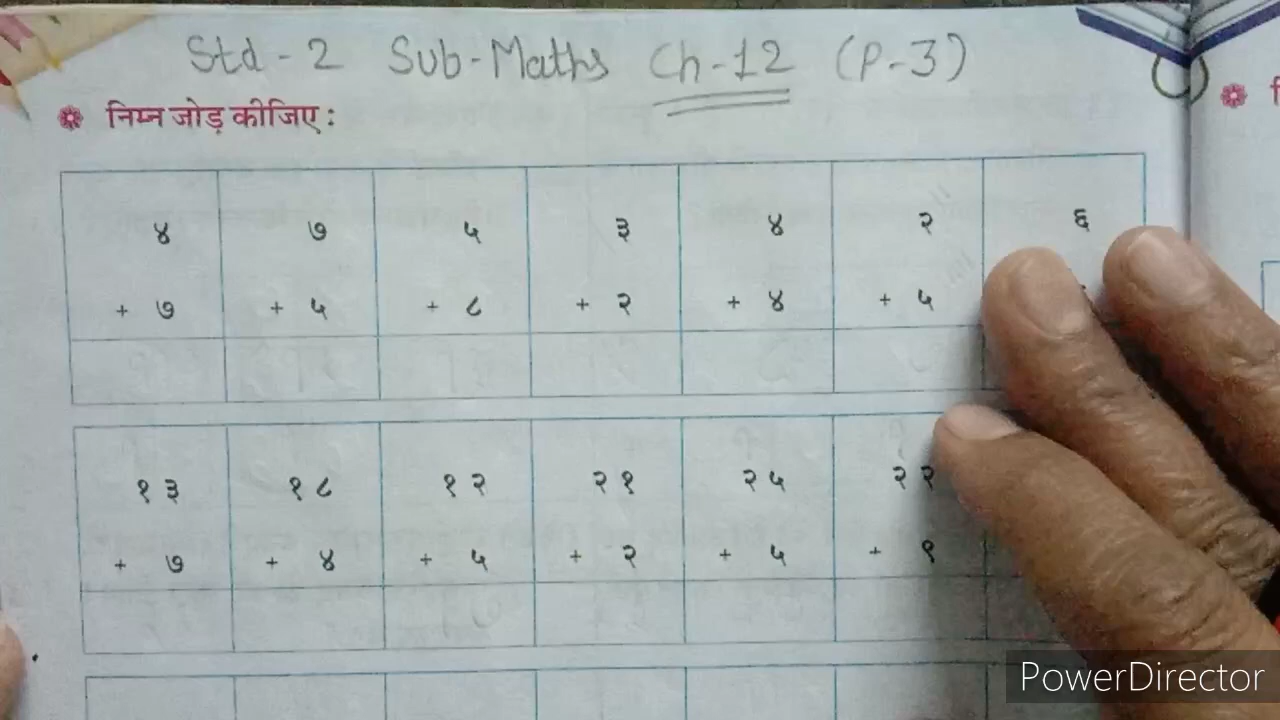 Std - 2 Sub-Maths Ch-12 (P.-3)
निम्न जोड़ कीजिए :
४ ७ ५ ३ ४ २ ६
+ ७ + ५ + ८ + २ + ४ + ५
१३ १८ १२ २१ २५ २२
+ ७ + ४ + ५ + २ + ५ + १
PowerDirector